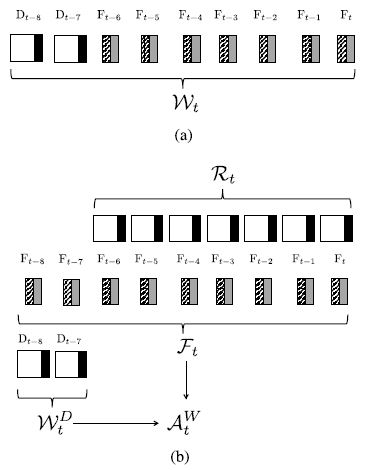 D_{t−8} D_{t−7} F_{t−6} F_{t−5} F_{t−4} F_{t−3} F_{t−2} F_{t−1} F_t
𝒲_t
(a)
ℛ_t
F_{t−8} F_{t−7} F_{t−6} F_{t−5} F_{t−4} F_{t−3} F_{t−2} F_{t−1} F_t
ℱ_t
D_{t−8} D_{t−7}
𝒲_t^D 𝒜_t^W
(b)